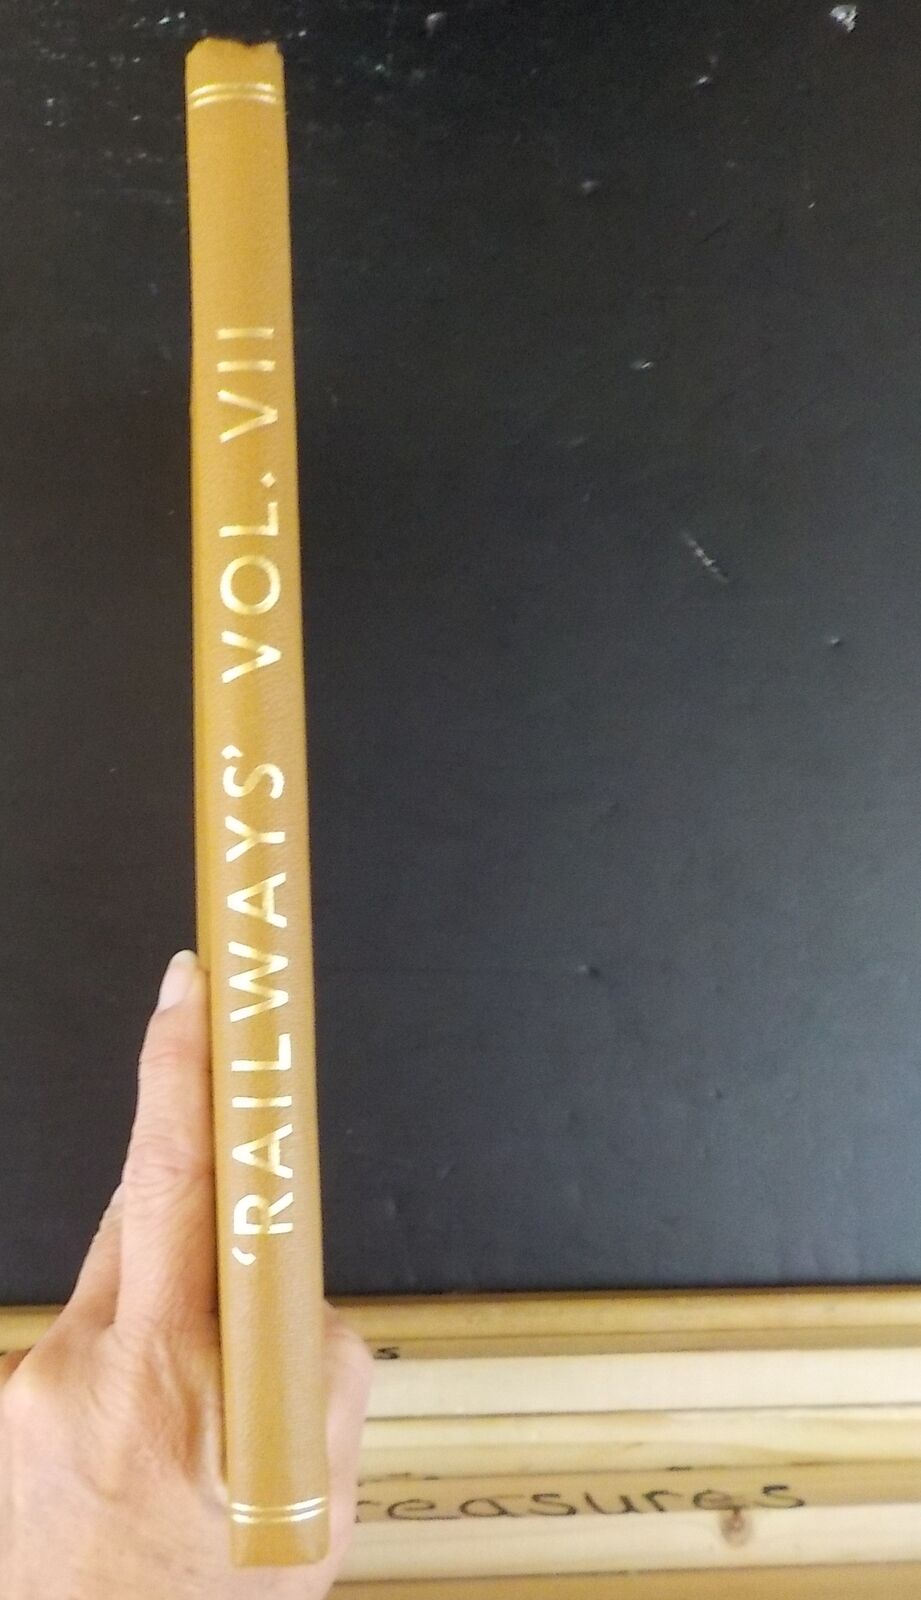 ‘RAILWAYS’ VOL. VII
reasures